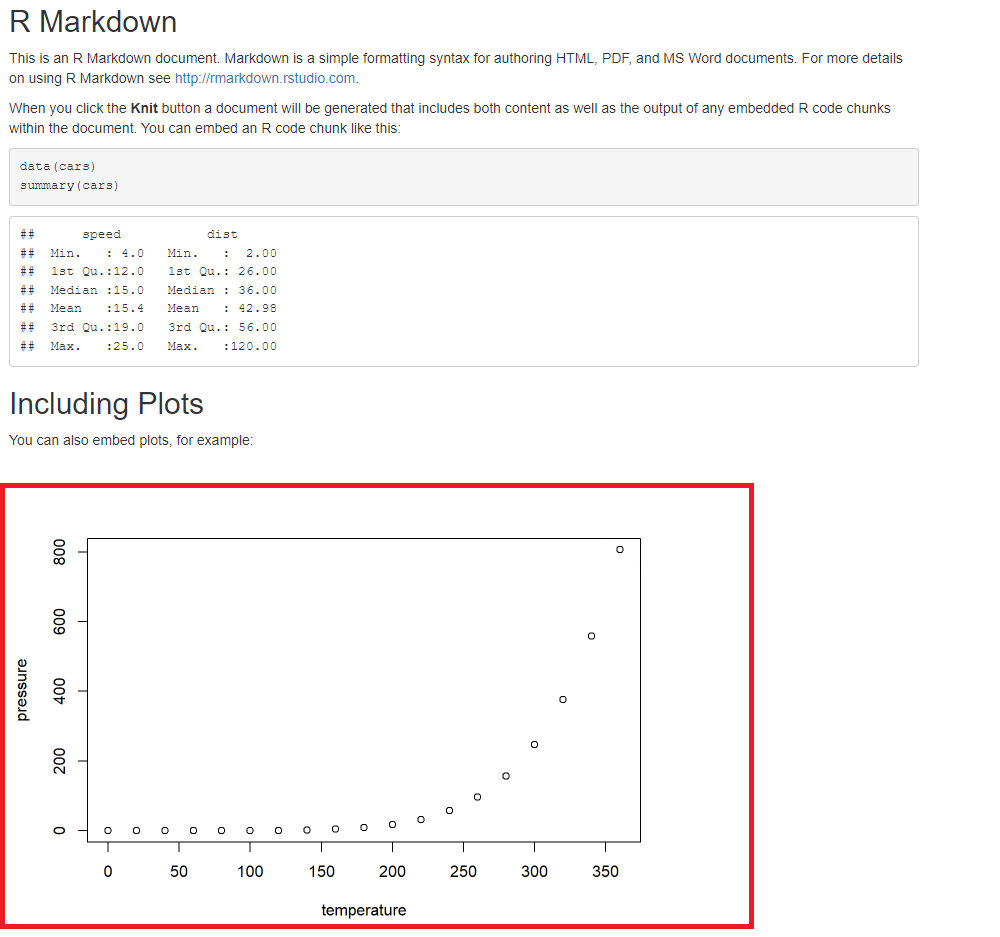 R Markdown
This is an R Markdown document. Markdown is a simple formatting syntax for authoring HTML, PDF, and MS Word documents. For more details
on using R Markdown see http://rmarkdown.rstudio.com.
When you click the Knit button a document will be generated that includes both content as well as the output of any embedded R code chunks
within the document. You can embed an R code chunk like this:
data(cars)
summary(cars)
##      speed           dist
##  Min.   : 4.0   Min.   :  2.00
##  1st Qu.:12.0   1st Qu.: 26.00
##  Median :15.0   Median : 36.00
##  Mean   :15.4   Mean   : 42.98
##  3rd Qu.:19.0   3rd Qu.: 56.00
##  Max.   :25.0   Max.   :120.00
Including Plots
You can also embed plots, for example:
800
600
400
200
0
pressure
0 50 100 150 200 250 300 350
temperature